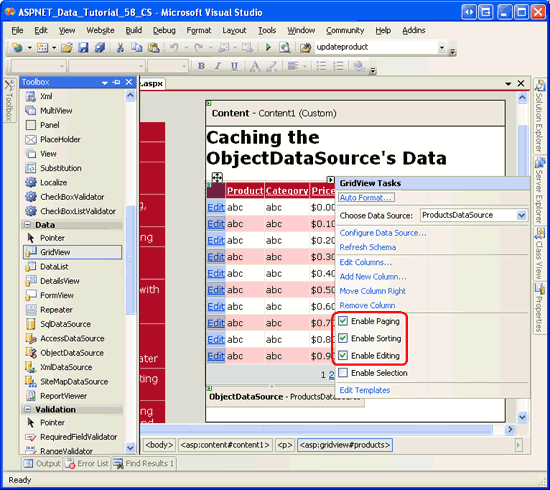 ASPNET_Data_Tutorial_58_CS - Microsoft Visual Studio
File Edit View Website Build Debug Format Layout Tools Window Community Help Addins
updateproduct
Toolbox
Toolbox
Xml
MultiView
Panel
PlaceHolder
View
Substitution
Localize
CheckBoxValidator
CheckBoxListValidator
Data
Pointer
GridView
DataList
DetailsView
FormView
Repeater
SqlDataSource
AccessDataSource
ObjectDataSource
XmlDataSource
SiteMapDataSource
ReportViewer
Validation
Pointer
RequiredFieldValidator
RangeValidator
.aspx
Content - Content1 (Custom)
Caching the
ObjectDataSource's Data
Product Category Price
Edit abc abc $0.00
Edit abc abc $0.10
Edit abc abc $0.20
Edit abc abc $0.30
Edit abc abc $0.40
Edit abc abc $0.50
Edit abc abc $0.60
Edit abc abc $0.70
Edit abc abc $0.80
Edit abc abc $0.90
1 2
ObjectDataSource - ProductsDataSource
GridView Tasks
Auto Format...
Choose Data Source: ProductsDataSource
Configure Data Source...
Refresh Schema
Edit Columns...
Add New Column...
Move Column Right
Remove Column
Enable Paging
Enable Sorting
Enable Editing
Enable Selection
Edit Templates
Solution Explorer
Server Explorer
Class View
Properties
<body> <asp:content#content1> <p> <asp:gridview#products>
Output Error List Find Results 1
Ready